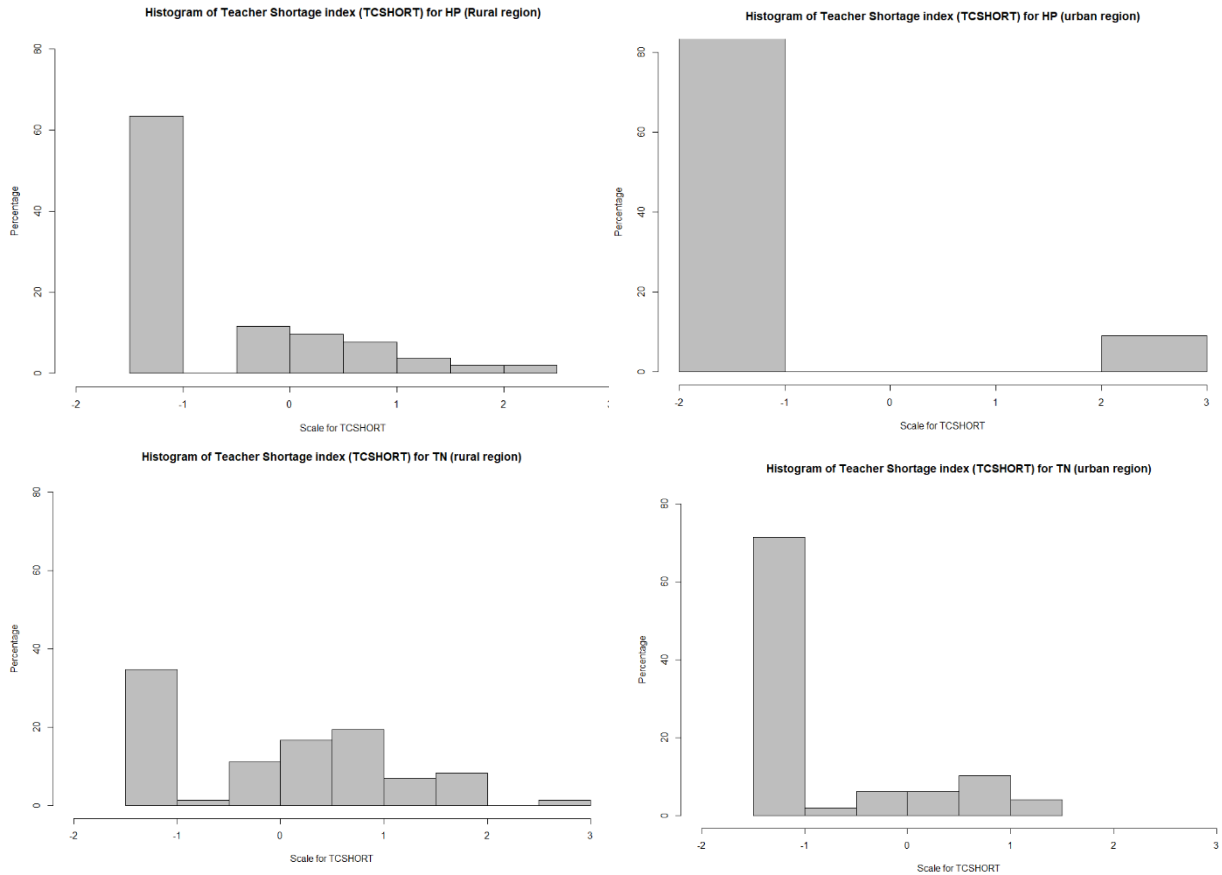 Histogram of Teacher Shortage index (TCSHORT) for HP (Rural region)
80
60
40
20
0
Percentage
-2 -1 0 1 2
Scale for TCSHORT
Histogram of Teacher Shortage index (TCSHORT) for HP (urban region)
80
60
40
20
0
Percentage
-2 -1 0 1 2 3
Scale for TCSHORT
Histogram of Teacher Shortage index (TCSHORT) for TN (rural region)
80
60
40
20
0
Percentage
-2 -1 0 1 2 3
Scale for TCSHORT
Histogram of Teacher Shortage index (TCSHORT) for TN (urban region)
80
60
40
20
0
Percentage
-2 -1 0 1 2 3
Scale for TCSHORT